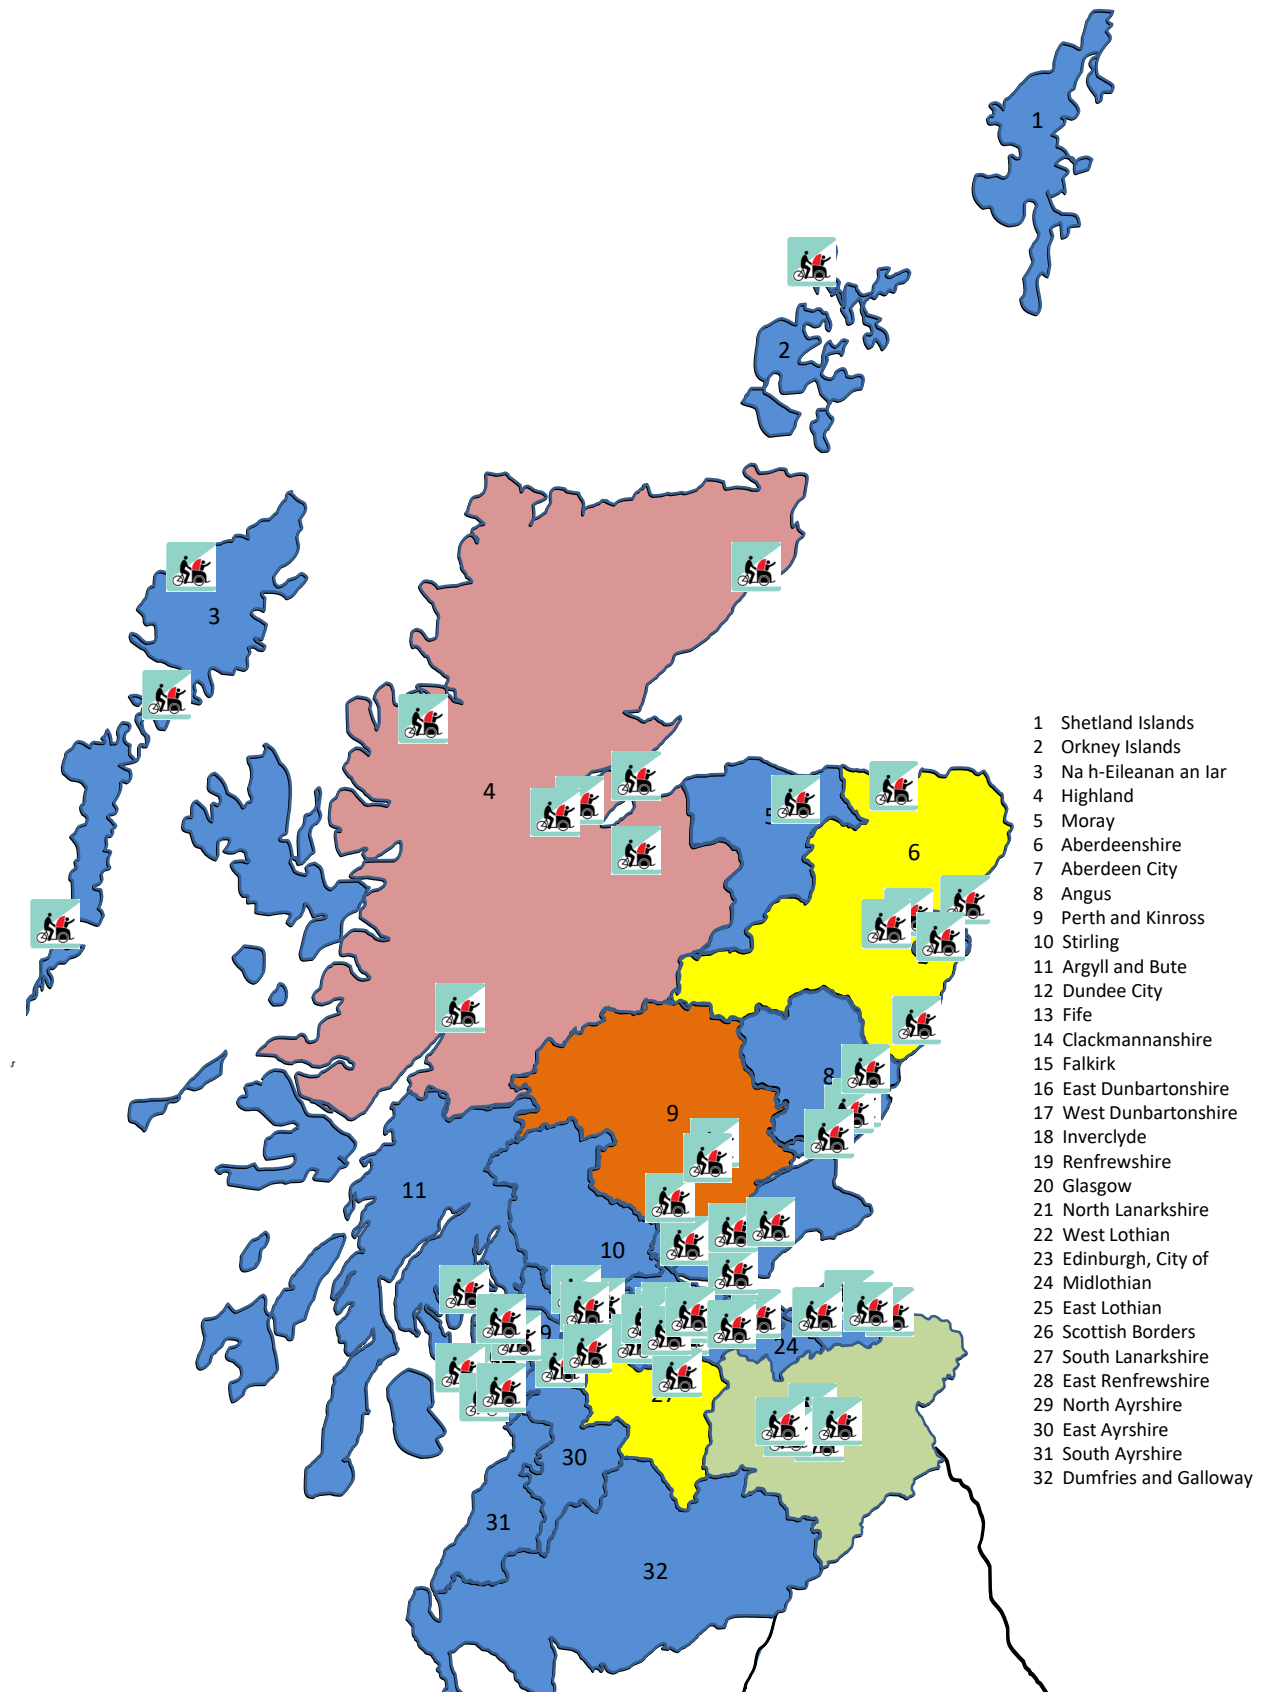 1
2
3
4
5
6
8
9
11
10
9
24
27
30
31
32
1 Shetland Islands
2 Orkney Islands
3 Na h-Eileanan an Iar
4 Highland
5 Moray
6 Aberdeenshire
7 Aberdeen City
8 Angus
9 Perth and Kinross
10 Stirling
11 Argyll and Bute
12 Dundee City
13 Fife
14 Clackmannanshire
15 Falkirk
16 East Dunbartonshire
17 West Dunbartonshire
18 Inverclyde
19 Renfrewshire
20 Glasgow
21 North Lanarkshire
22 West Lothian
23 Edinburgh, City of
24 Midlothian
25 East Lothian
26 Scottish Borders
27 South Lanarkshire
28 East Renfrewshire
29 North Ayrshire
30 East Ayrshire
31 South Ayrshire
32 Dumfries and Galloway